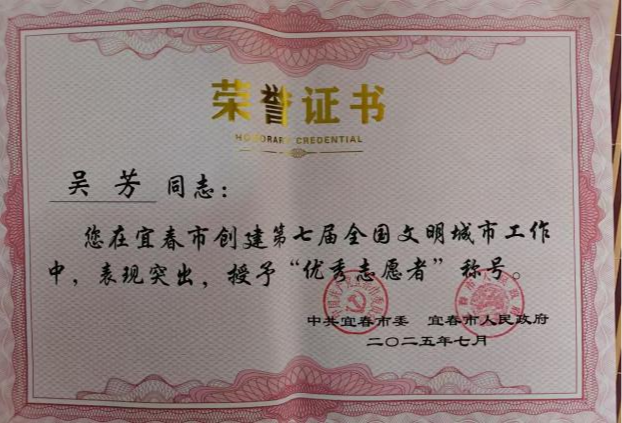 荣誉证书
HONORARY CREDENTIAL
吴 芳 同志：
您在宜春市创建第七届全国文明城市工作
中，表现突出，授予“优秀志愿者”称号。
中共宜春市委 宜春市人民政府
二〇二五年七月